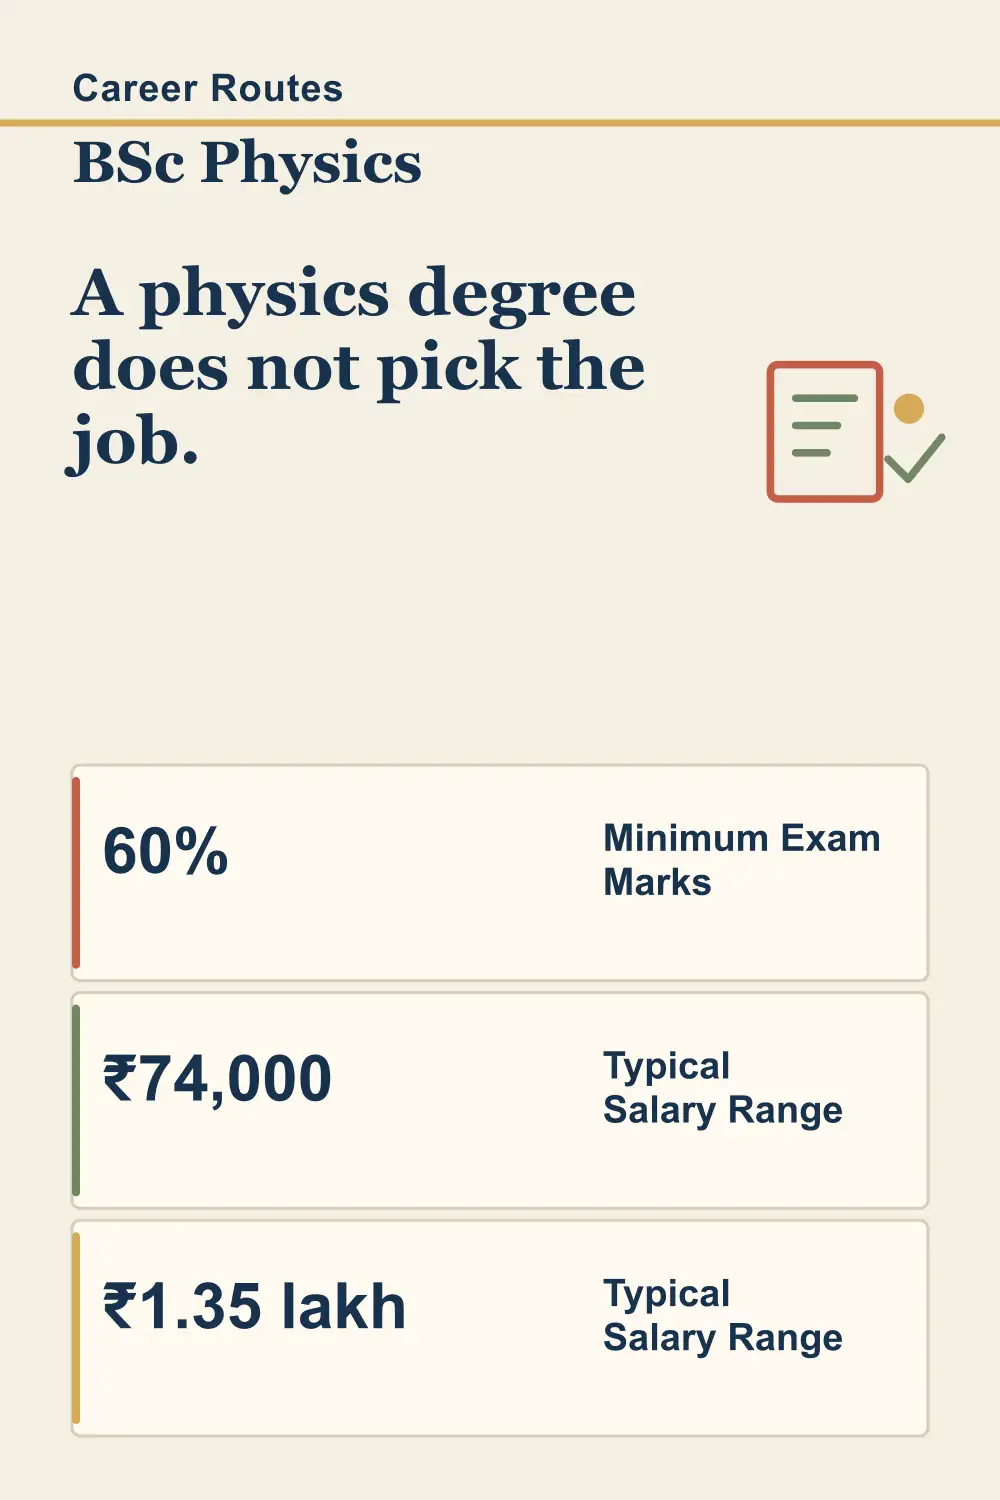 Career Routes
BSc Physics
A physics degree
does not pick the
job.
60%
Minimum Exam
Marks
₹74,000
Typical
Salary Range
₹1.35 lakh
Typical
Salary Range